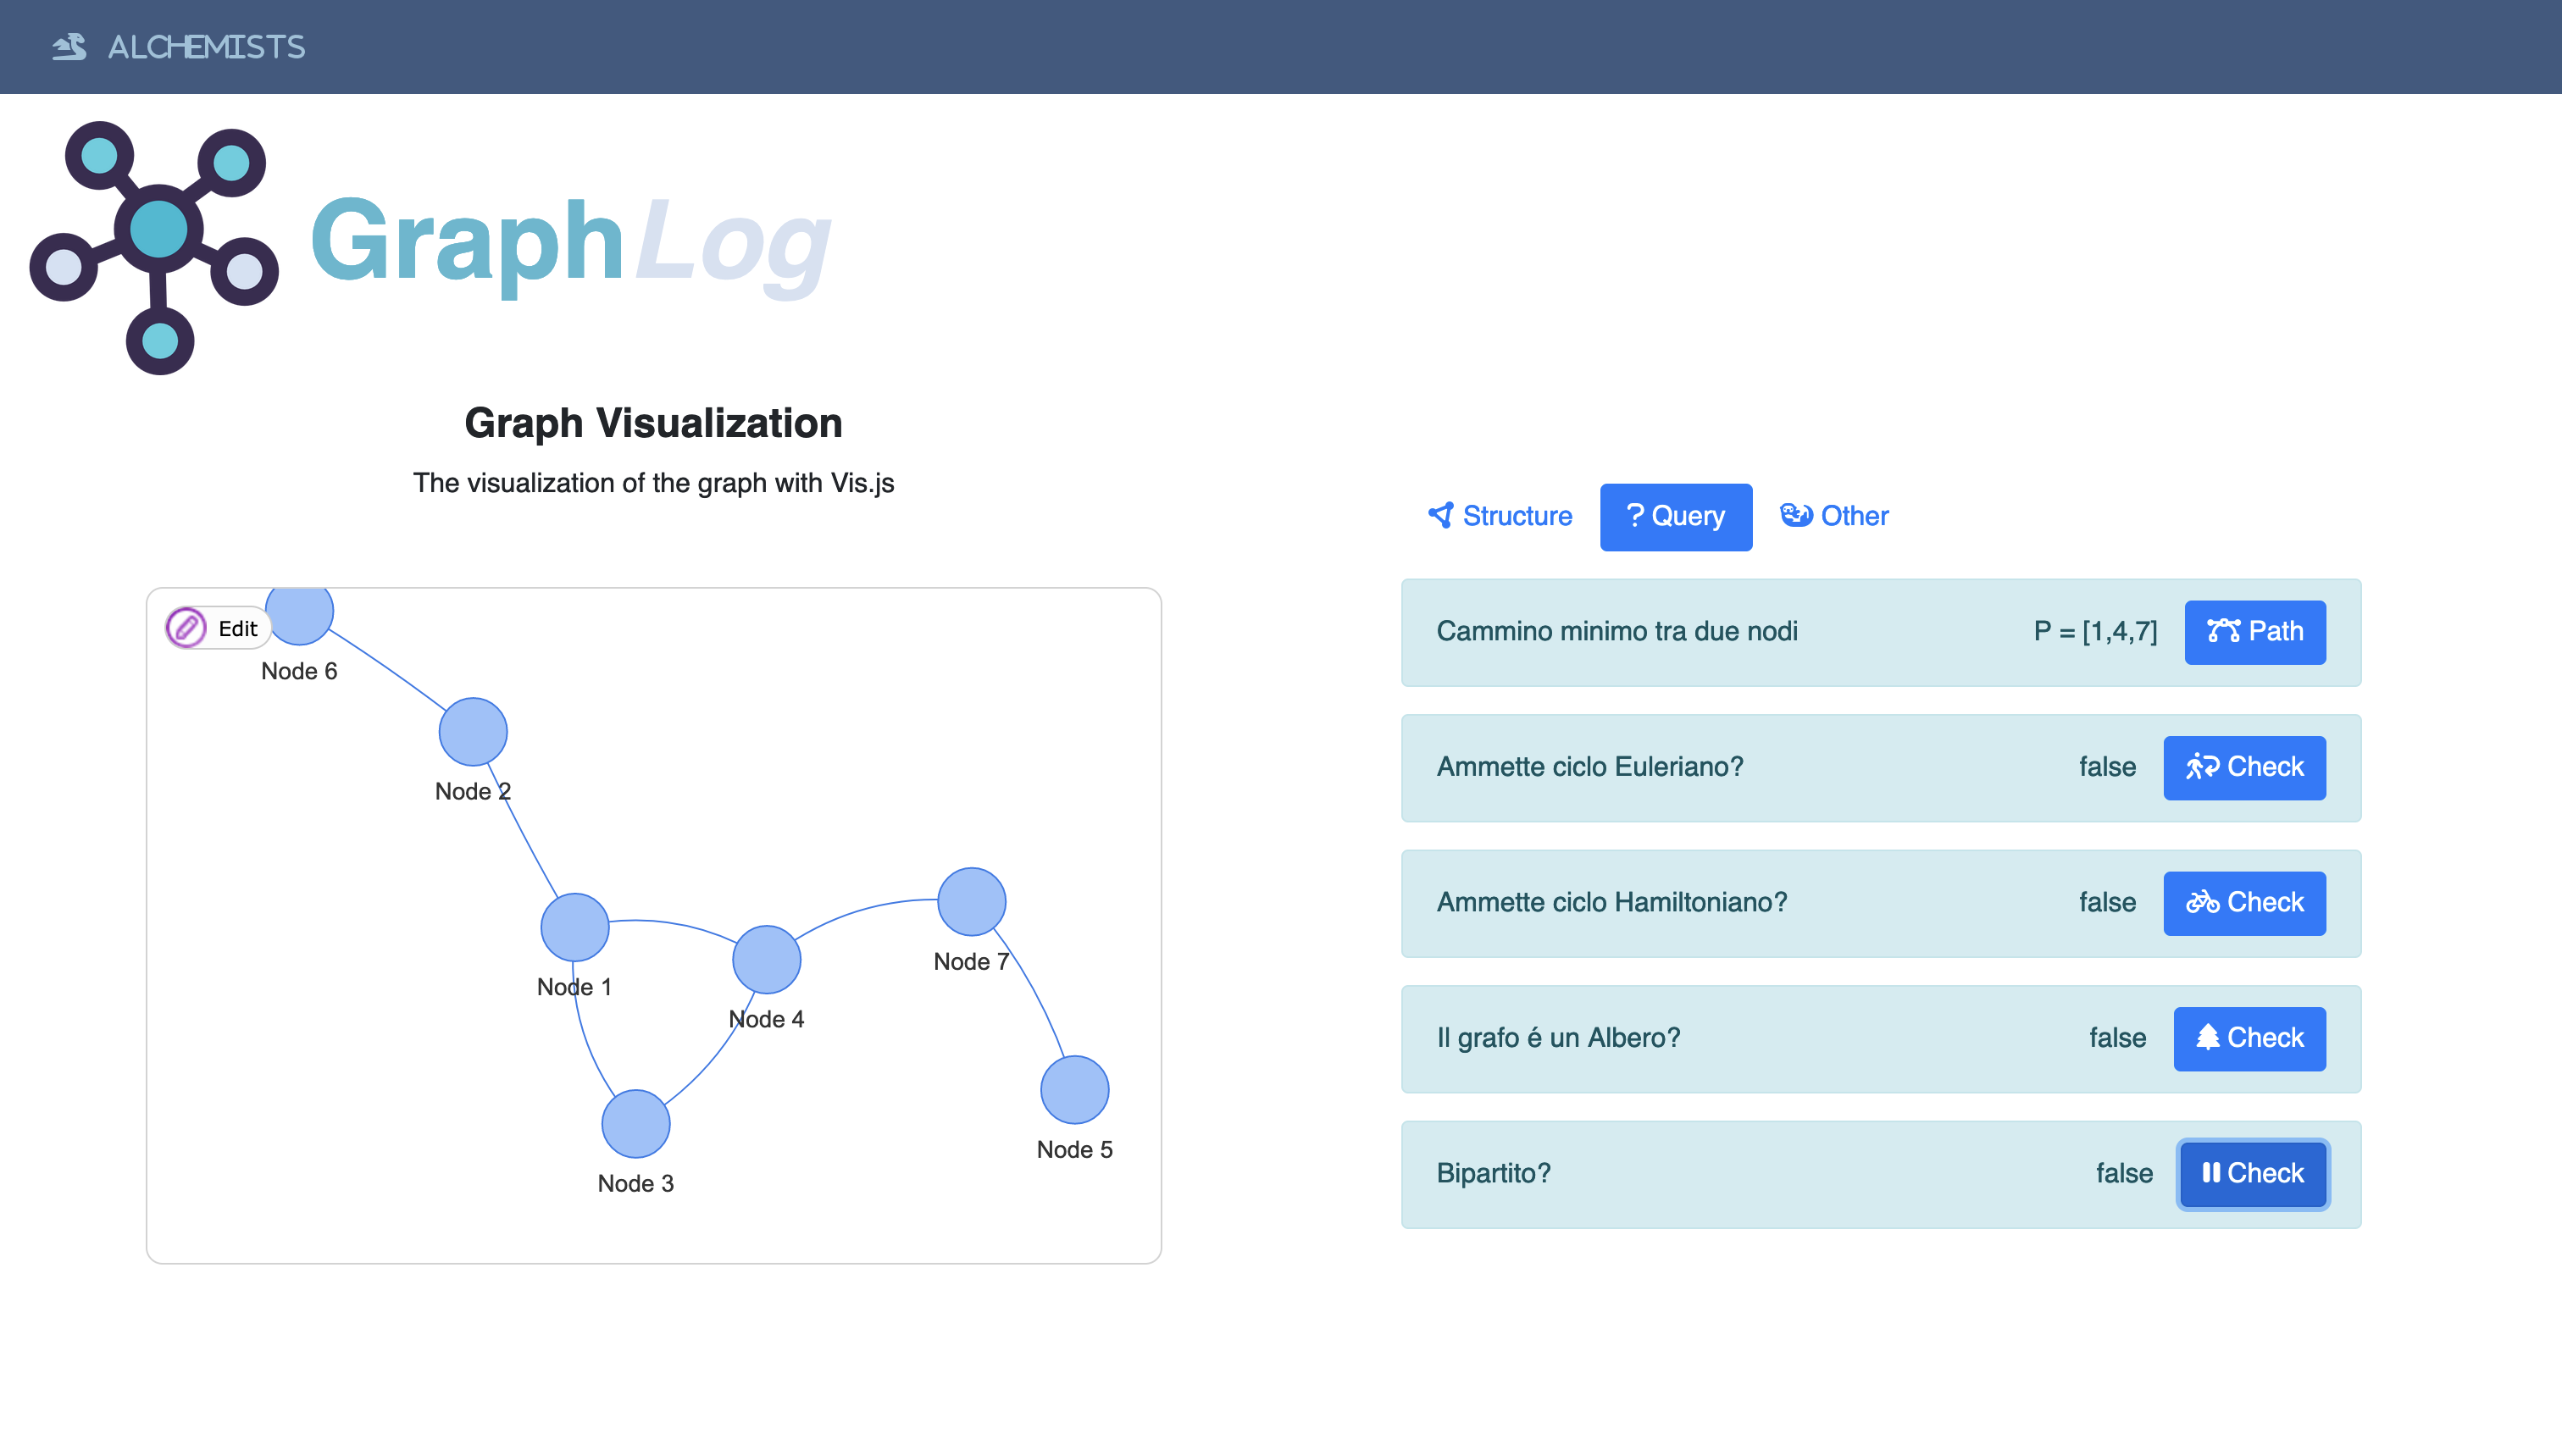 ALCHEMISTS
GraphLog
Graph Visualization
The visualization of the graph with Vis.js
Edit
Node 6
Node 2
Node 1
Node 4
Node 7
Node 3
Node 5
Structure
? Query
Other
Cammino minimo tra due nodi P = [1,4,7] Path
Ammette ciclo Euleriano? false Check
Ammette ciclo Hamiltoniano? false Check
Il grafo é un Albero? false Check
Bipartito? false Check